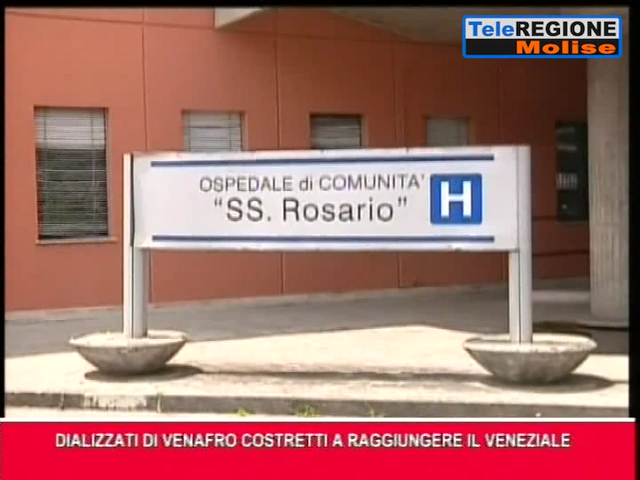 TeleREGIONE
Molise
OSPEDALE di COMUNITA'
"SS. Rosario"
H
DIALIZZATI DI VENAFRO COSTRETTI A RAGGIUNGERE IL VENEZIALE